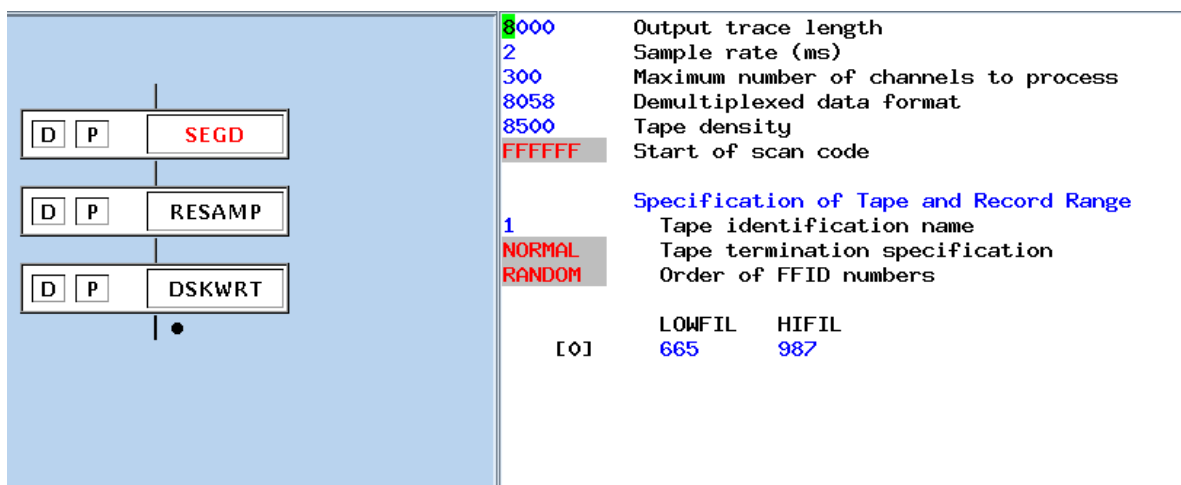 D P SEGD
D P RESAMP
D P DSKWRT
8000 Output trace length
2 Sample rate (ms)
300 Maximum number of channels to process
8058 Demultiplexed data format
8500 Tape density
FFFFFF Start of scan code
Specification of Tape and Record Range
1 Tape identification name
NORMAL Tape termination specification
RANDOM Order of FFID numbers
LOWFIL HIFIL
[0] 665 987